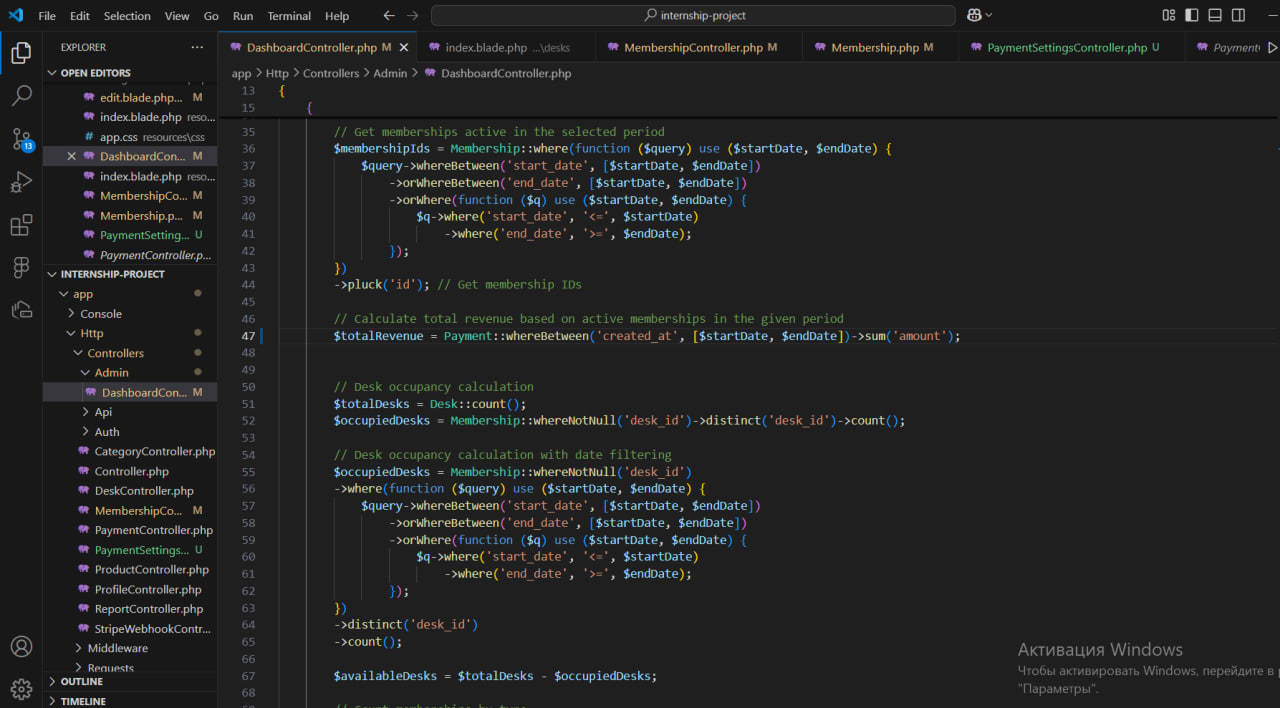 File Edit Selection View Go Run Terminal Help internship-project
EXPLORER
DashboardController.php M
index.blade.php ...\desks
MembershipController.php M
Membership.php M
PaymentSettingsController.php U
OPEN EDITORS
edit.blade.php... M
index.blade.php reso...
app.css resources\css
DashboardCon... M
index.blade.php reso...
MembershipCo... M
Membership.p... M
PaymentSetting... U
PaymentController.p...
INTERNSHIP-PROJECT
app
Console
Http
Controllers
Admin
DashboardCon... M
Api
Auth
CategoryController.php
Controller.php
DeskController.php
MembershipCo... M
PaymentController.php
PaymentSettings... U
ProductController.php
ProfileController.php
ReportController.php
StripeWebhookContr...
Middleware
Requests
OUTLINE
TIMELINE
13
app > Http > Controllers > Admin > DashboardController.php
13 {
15 {
35 // Get memberships active in the selected period
36 $membershipIds = Membership::where(function ($query) use ($startDate, $endDate) {
37 $query->whereBetween('start_date', [$startDate, $endDate])
38 ->orWhereBetween('end_date', [$startDate, $endDate])
39 ->orWhere(function ($q) use ($startDate, $endDate) {
40 $q->where('start_date', '<=', $startDate)
41 ->where('end_date', '>=', $endDate);
42 });
43 })
44 ->pluck('id'); // Get membership IDs
45
46 // Calculate total revenue based on active memberships in the given period
47 $totalRevenue = Payment::whereBetween('created_at', [$startDate, $endDate])->sum('amount');
48
49
50 // Desk occupancy calculation
51 $totalDesks = Desk::count();
52 $occupiedDesks = Membership::whereNotNull('desk_id')->distinct('desk_id')->count();
53
54 // Desk occupancy calculation with date filtering
55 $occupiedDesks = Membership::whereNotNull('desk_id')
56 ->where(function ($query) use ($startDate, $endDate) {
57 $query->whereBetween('start_date', [$startDate, $endDate])
58 ->orWhereBetween('end_date', [$startDate, $endDate])
59 ->orWhere(function ($q) use ($startDate, $endDate) {
60 $q->where('start_date', '<=', $startDate)
61 ->where('end_date', '>=', $endDate);
62 });
63 })
64 ->distinct('desk_id')
65 ->count();
66
67 $availableDesks = $totalDesks - $occupiedDesks;
68
Активация Windows
Чтобы активировать Windows, перейдите в
"Параметры".